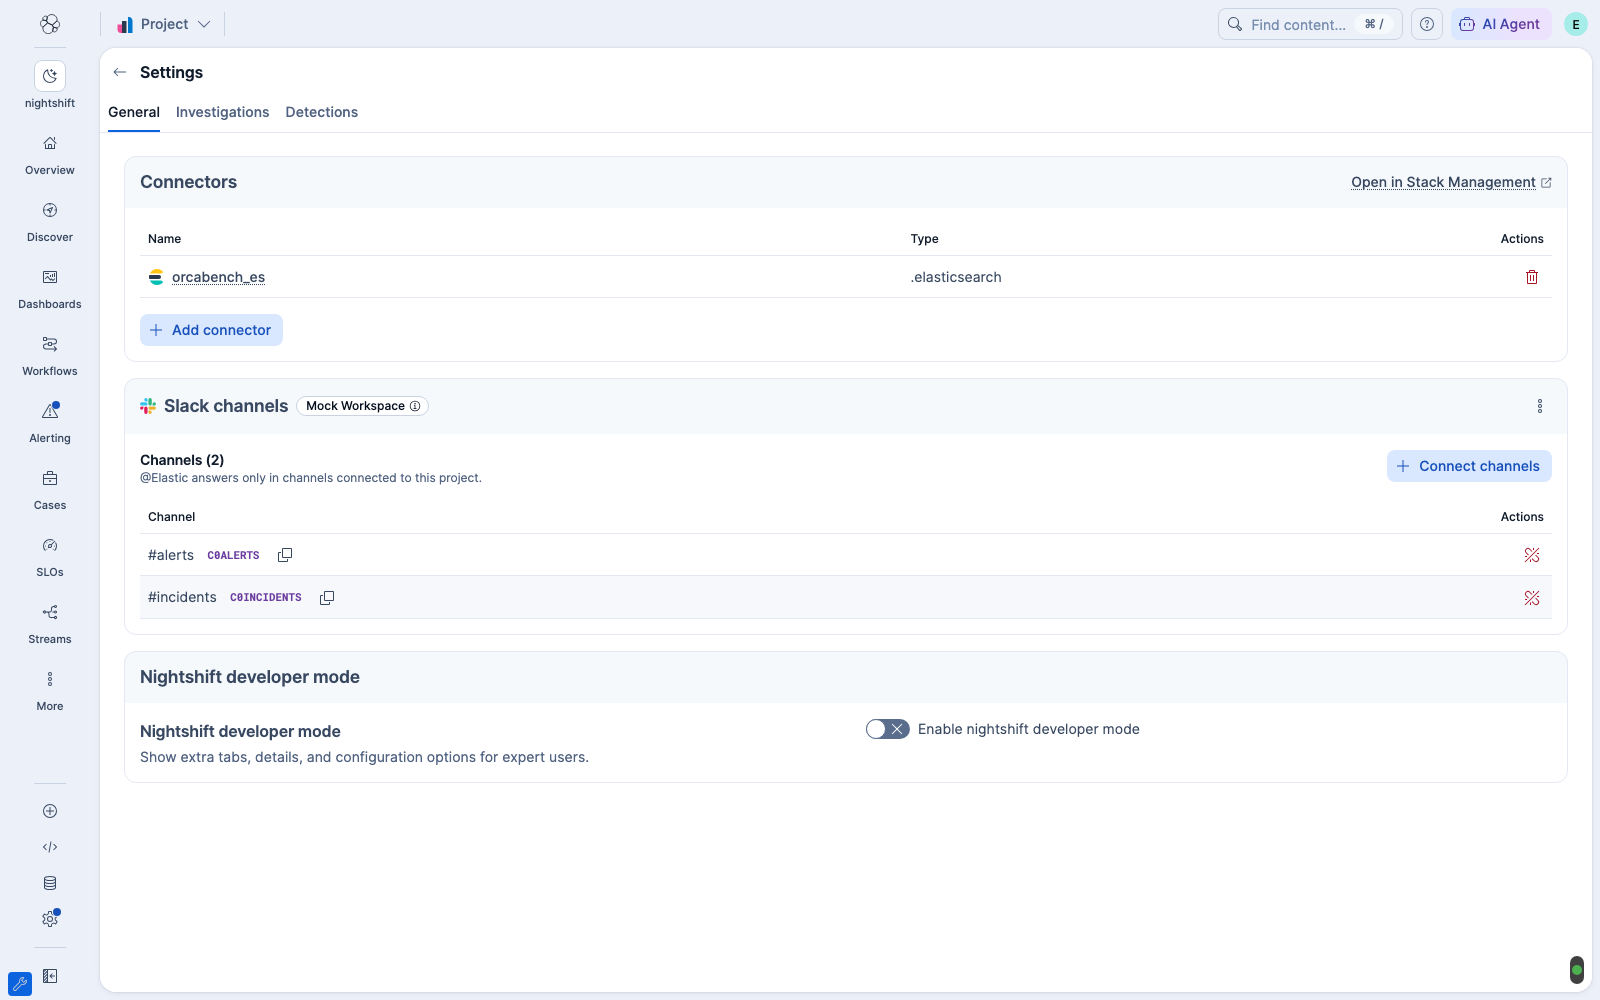 Project
Find content...
⌘ /
AI Agent
E
nightshift
Overview
Discover
Dashboards
Workflows
Alerting
Cases
SLOs
Streams
More
Settings
General Investigations Detections
Connectors
Open in Stack Management
Name Type Actions
orcabench_es .elasticsearch
Add connector
Slack channels Mock Workspace
Channels (2)
@Elastic answers only in channels connected to this project.
Connect channels
Channel Actions
#alerts C0ALERTS
#incidents C0INCIDENTS
Nightshift developer mode
Nightshift developer mode
Show extra tabs, details, and configuration options for expert users.
Enable nightshift developer mode